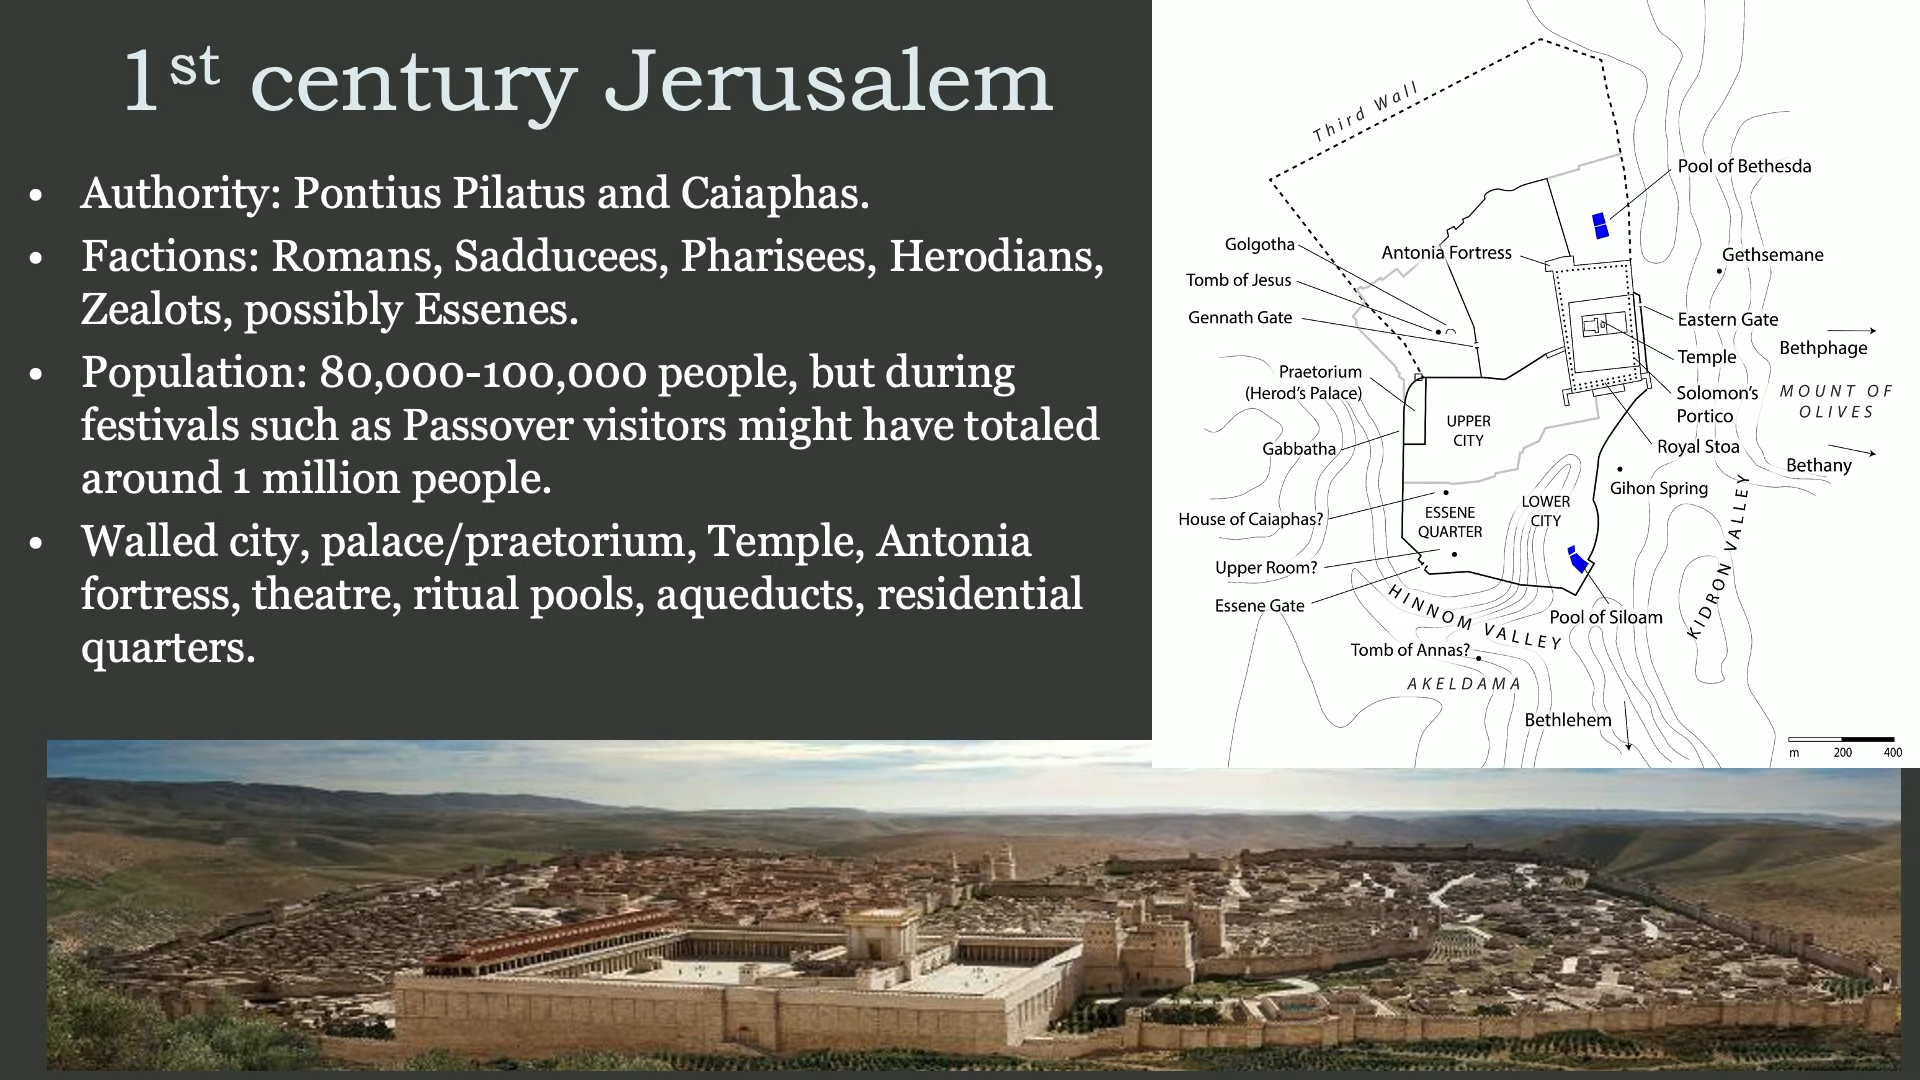 1st century Jerusalem
• Authority: Pontius Pilatus and Caiaphas.
• Factions: Romans, Sadducees, Pharisees, Herodians,
Zealots, possibly Essenes.
• Population: 80,000-100,000 people, but during
festivals such as Passover visitors might have totaled
around 1 million people.
• Walled city, palace/praetorium, Temple, Antonia
fortress, theatre, ritual pools, aqueducts, residential
quarters.
Third Wall
Pool of Bethesda
Golgotha
Antonia Fortress
Gethsemane
Tomb of Jesus
Gennath Gate
Eastern Gate
Bethphage
Temple
Praetorium
(Herod's Palace)
Solomon's
Portico
MOUNT OF
OLIVES
UPPER
CITY
Gabbatha
Royal Stoa
Bethany
Gihon Spring
House of Caiaphas?
ESSENE
QUARTER
LOWER
CITY
KIDRON VALLEY
Upper Room?
Essene Gate
HINNOM VALLEY
Pool of Siloam
Tomb of Annas?
AKELDAMA
Bethlehem
m 200 400